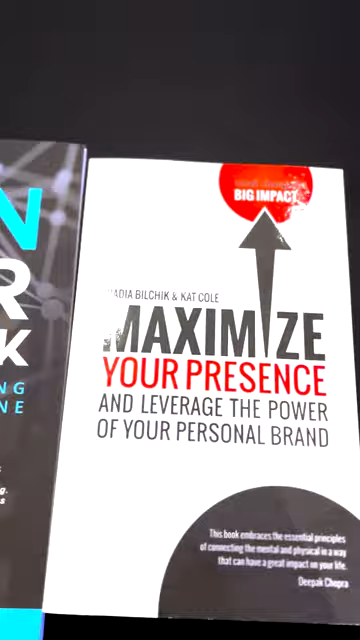 N
R
K
NG
NE
g.
s
BIG IMPACT
NADIA BILCHIK & KAT COLE
MAXIMIZE
YOUR PRESENCE
AND LEVERAGE THE POWER
OF YOUR PERSONAL BRAND
This book embraces the essential principles
of connecting the mental and physical in a way
that can have a great impact on your life.
Deepak Chopra